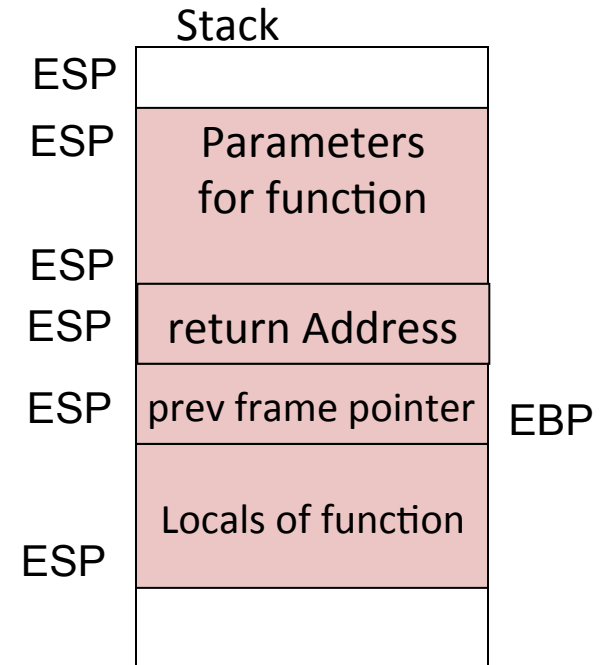 Stack
ESP
ESP
Parameters
for function
ESP
ESP
return Address
ESP
prev frame pointer
EBP
Locals of function
ESP